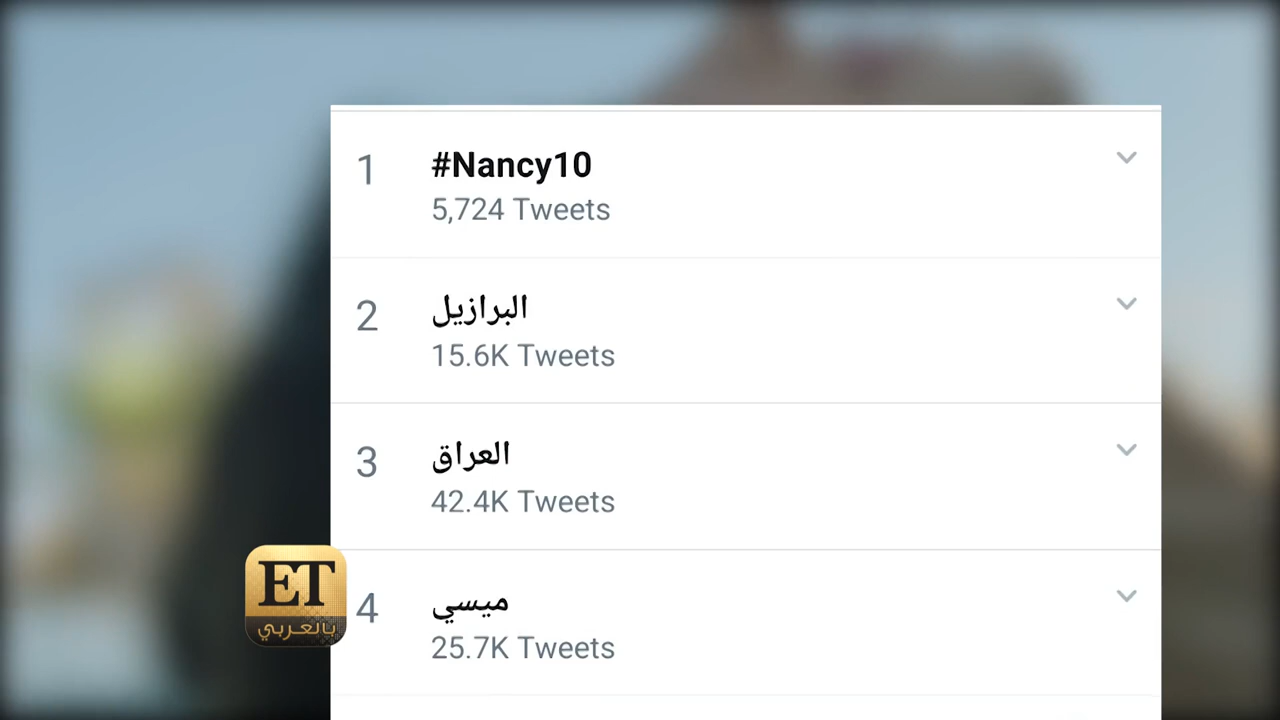 1
#Nancy10
5,724 Tweets
2
البرازيل
15.6K Tweets
3
العراق
42.4K Tweets
4
ميسي
25.7K Tweets
ET
بالعربي